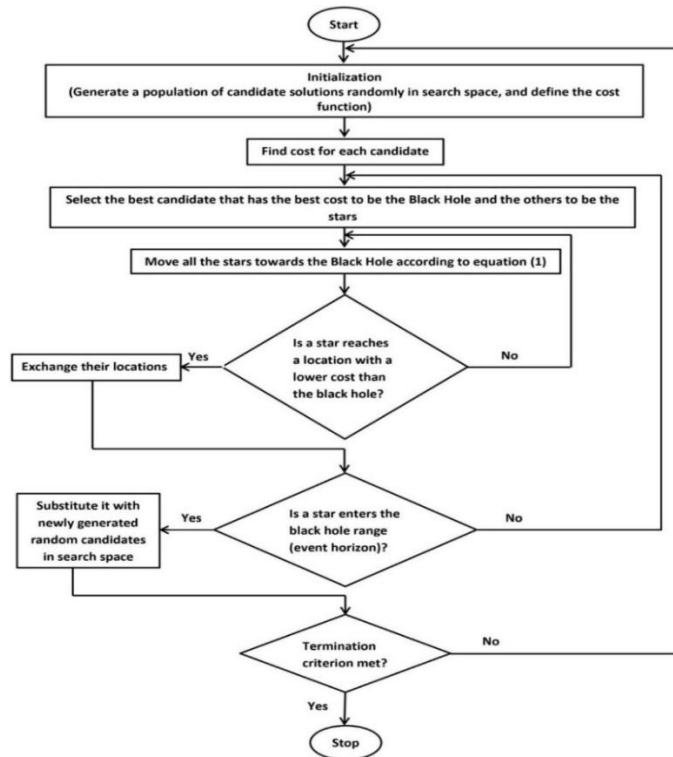 Start
Initialization
(Generate a population of candidate solutions randomly in search space, and define the cost
function)
Find cost for each candidate
Select the best candidate that has the best cost to be the Black Hole and the others to be the
stars
Move all the stars towards the Black Hole according to equation (1)
Is a star reaches
a location with a
lower cost than
the black hole?
Yes
No
Exchange their locations
Is a star enters the
black hole range
(event horizon)?
Yes
No
Substitute it with
newly generated
random candidates
in search space
Termination
criterion met?
No
Yes
Stop